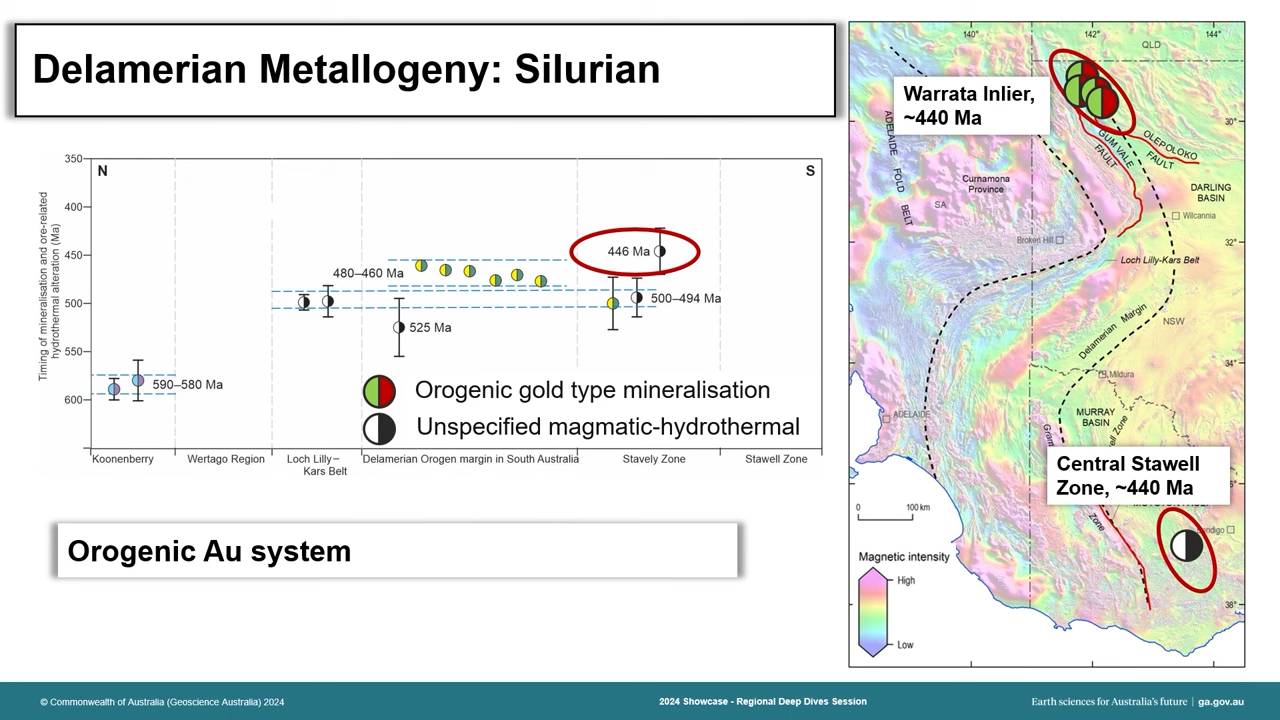 Delamerian Metallogeny: Silurian
Timing of mineralisation and ore-related
hydrothermal alteration (Ma)
350
400
450
500
550
600
N
S
590–580 Ma
480–460 Ma
525 Ma
446 Ma
500–494 Ma
Orogenic gold type mineralisation
Unspecified magmatic-hydrothermal
Koonenberry
Wertago Region
Loch Lilly–
Kars Belt
Delamerian Orogen margin in South Australia
Stavely Zone
Stawell Zone
Orogenic Au system
140°
142°
144°
QLD
Warrata Inlier,
~440 Ma
30°
ADELAIDE
FOLD
BELT
GUM VALE
FAULT
OLEPOLOKO
FAULT
Curnamona
Province
SA
DARLING
BASIN
Wilcannia
Broken Hill
32°
Loch Lilly-Kars Belt
Delamerian Margin
NSW
34°
Mildura
ADELAIDE
MURRAY
BASIN
Zone
Central Stawell
Zone, ~440 Ma
0
100 km
Zone
Magnetic intensity
High
Low
38°
© Commonwealth of Australia (Geoscience Australia) 2024
2024 Showcase - Regional Deep Dives Session
Earth sciences for Australia's future | ga.gov.au